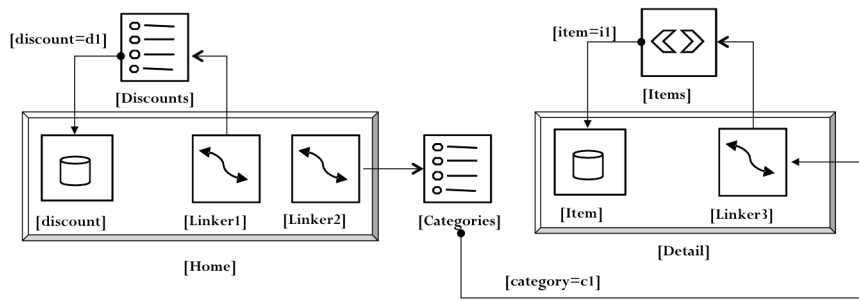 [discount=d1]
[Discounts]
[discount]
[Linker1]
[Linker2]
[Home]
[Categories]
[item=i1]
[Items]
[Item]
[Linker3]
[Detail]
[category=c1]